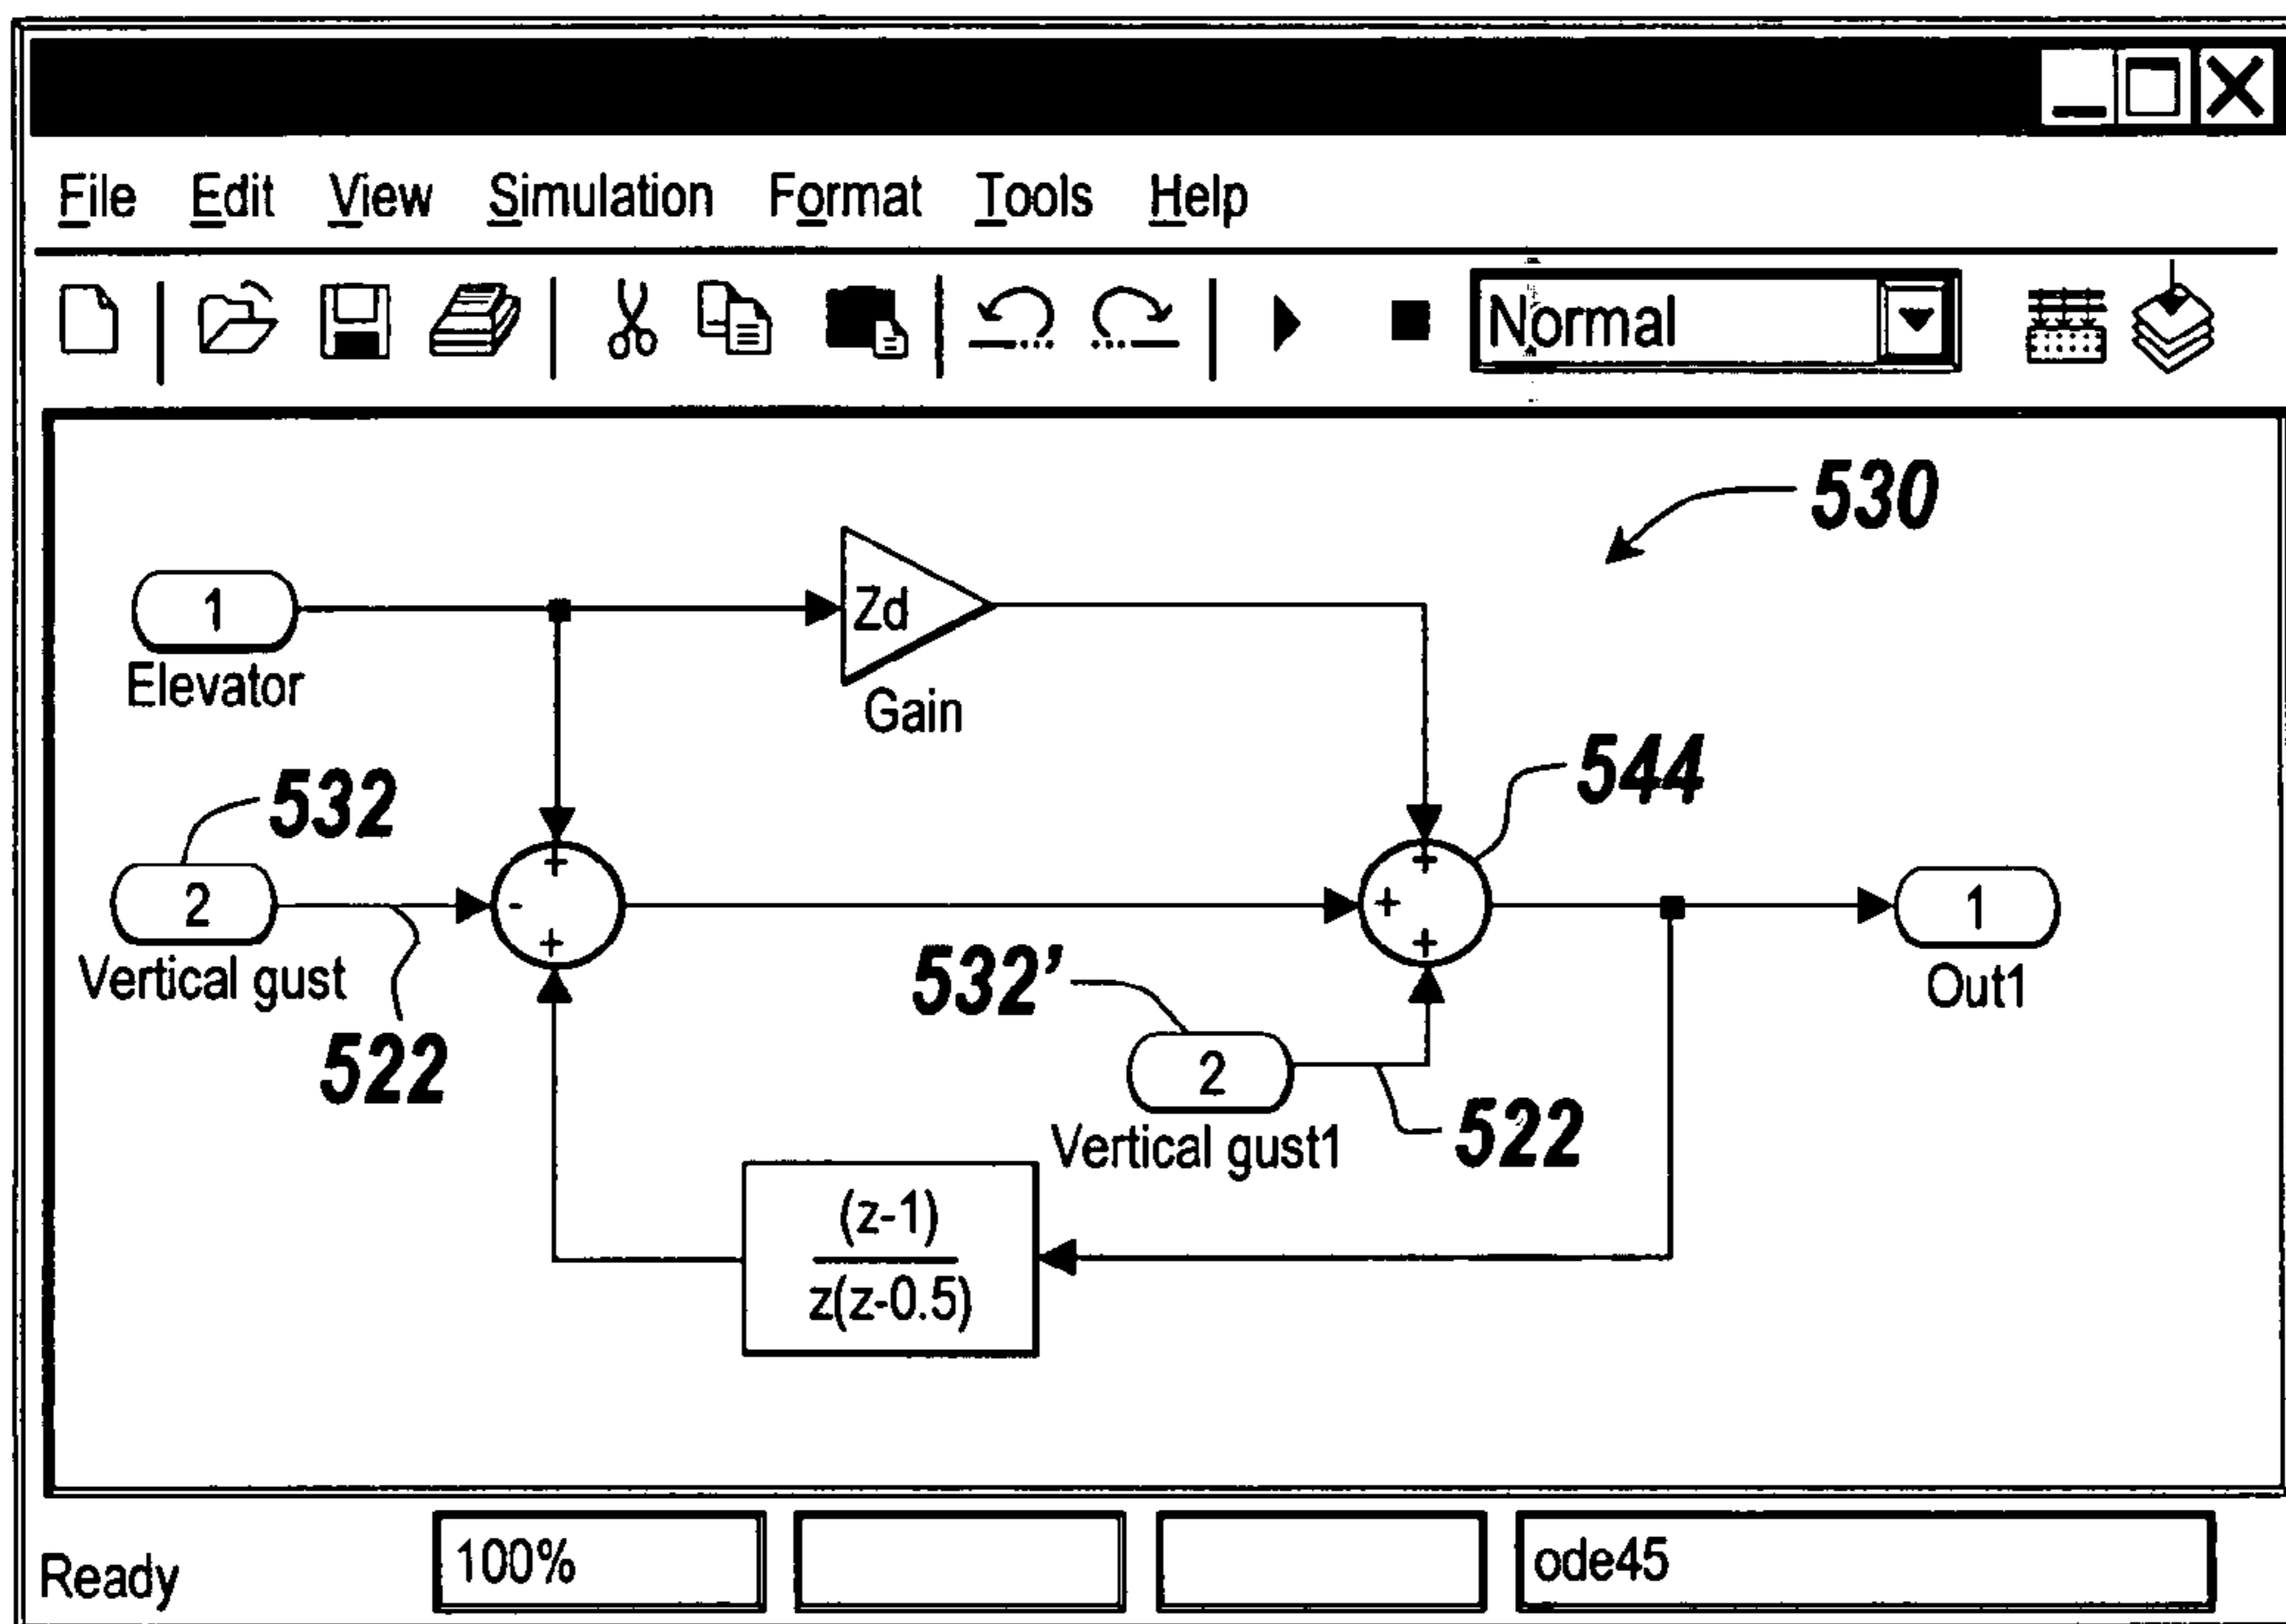 File Edit View Simulation Format Tools Help
Normal
530
1
Zd
Elevator
Gain
544
532
+
+
2
-
+
1
+
+
Vertical gust
532'
Out1
522
2
522
Vertical gust1
(z-1)
z(z-0.5)
Ready 100% ode45